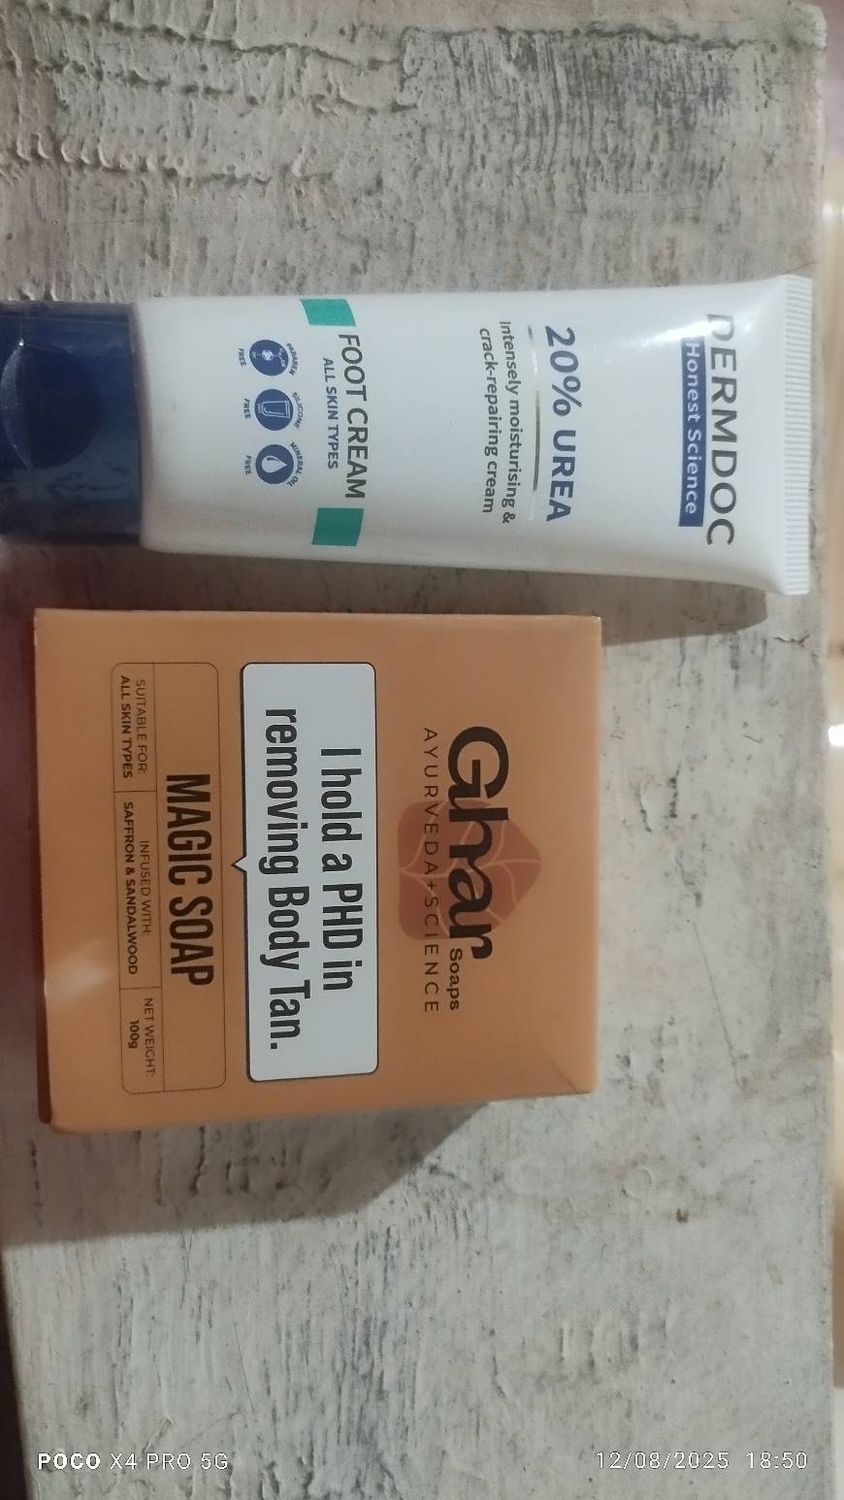 DERMDOC
Honest Science
20% UREA
Intensely moisturising &
crack-repairing cream
FOOT CREAM
ALL SKIN TYPES
PARABEN
FREE
SILICONE
FREE
MINERAL OIL
FREE
Ghar
Soaps
AYURVEDA+SCIENCE
I hold a PHD in
removing Body Tan.
MAGIC SOAP
SUITABLE FOR:
ALL SKIN TYPES
INFUSED WITH:
SAFFRON & SANDALWOOD
NET WEIGHT:
100g
POCO X4 PRO 5G
12/08/2025 18:50